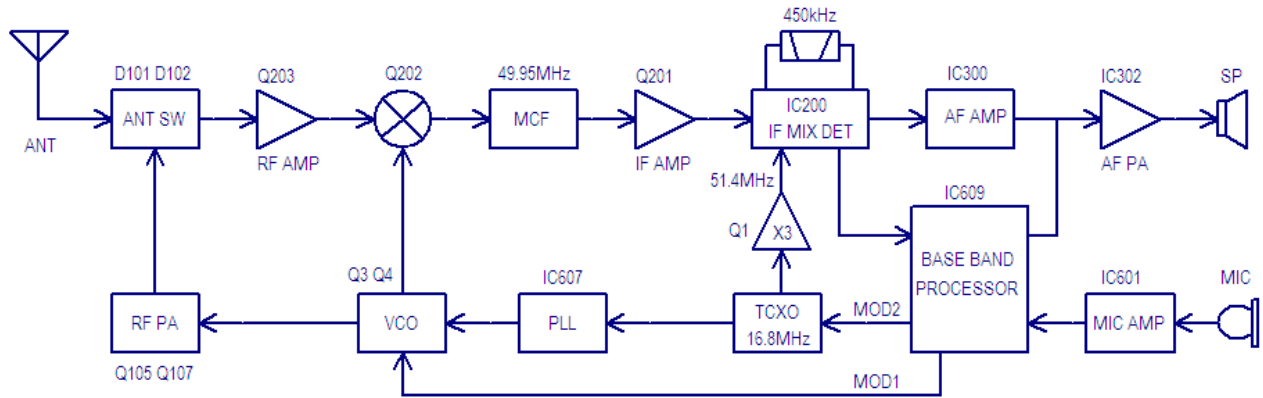 450kHz
D101 D102
Q203
Q202
49.95MHz
Q201
IC300
IC302
SP
ANT SW
MCF
IC200
IF MIX DET
AF AMP
ANT
RF AMP
IF AMP
AF PA
51.4MHz
IC609
Q1
X3
BASE BAND
PROCESSOR
Q3 Q4
IC607
IC601
MIC
RF PA
VCO
PLL
TCXO
16.8MHz
MOD2
MIC AMP
Q105 Q107
MOD1